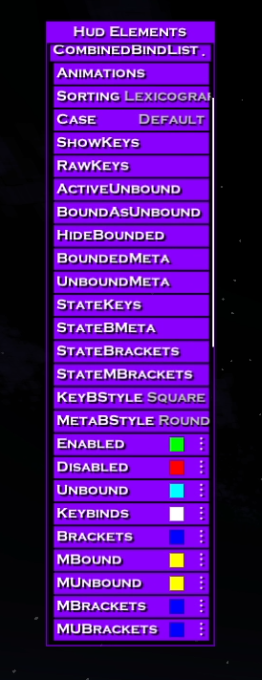 Hud Elements
CombinedBindList .
Animations
Sorting
Case Default
ShowKeys
RawKeys
ActiveUnbound
BoundAsUnbound
HideBounded
BoundedMeta
UnboundMeta
StateKeys
StateBMeta
StateBrackets
StateMBrackets
KeyBStyle Square
MetaBStyle Round
Enabled
Disabled
Unbound
Keybinds
Brackets
MBound
MUnbound
MBrackets
MUBrackets